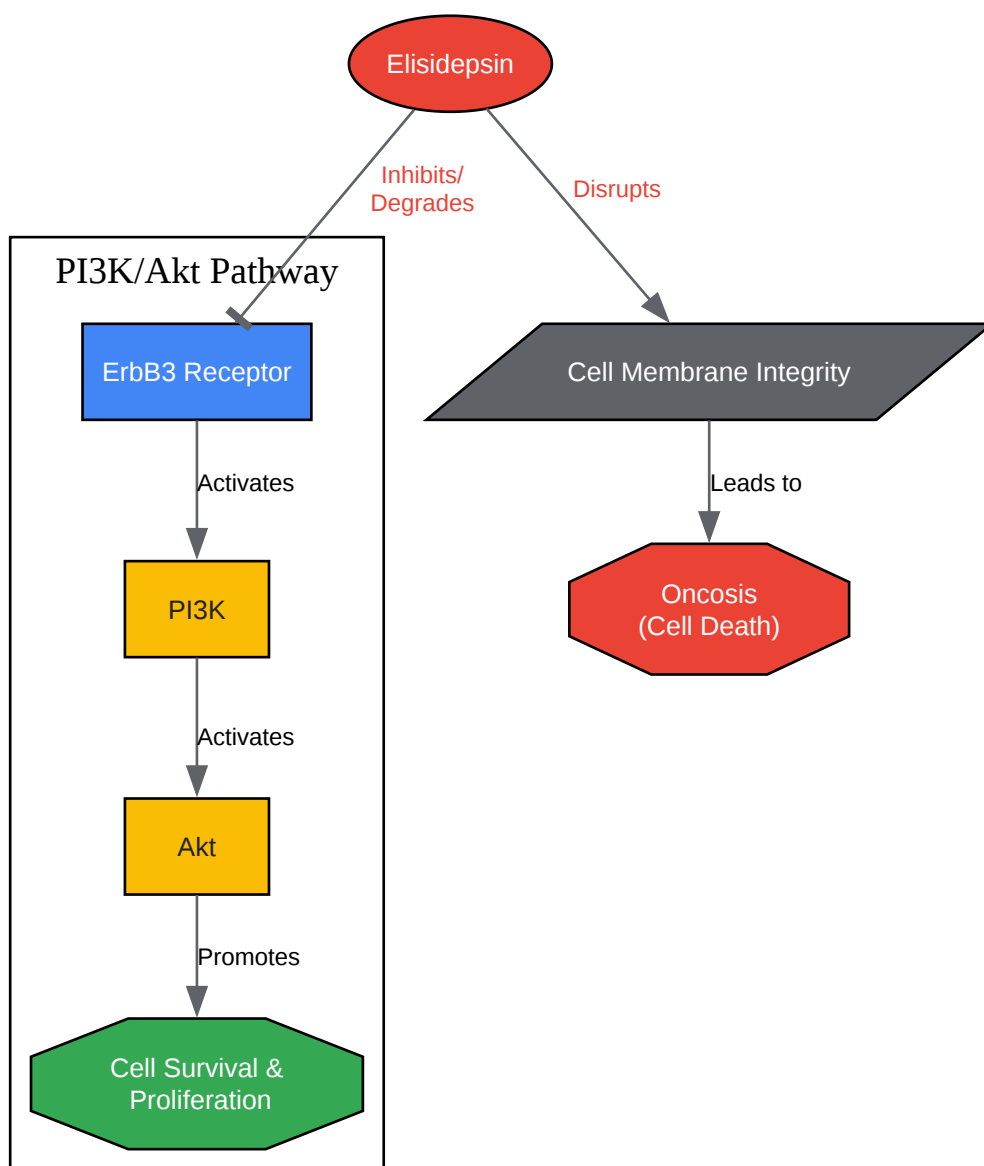 Elisidepsin
Inhibits/
Degrades
Disrupts
PI3K/Akt Pathway
ErbB3 Receptor
Cell Membrane Integrity
Activates
Leads to
PI3K
Oncosis
(Cell Death)
Activates
Akt
Promotes
Cell Survival &
Proliferation